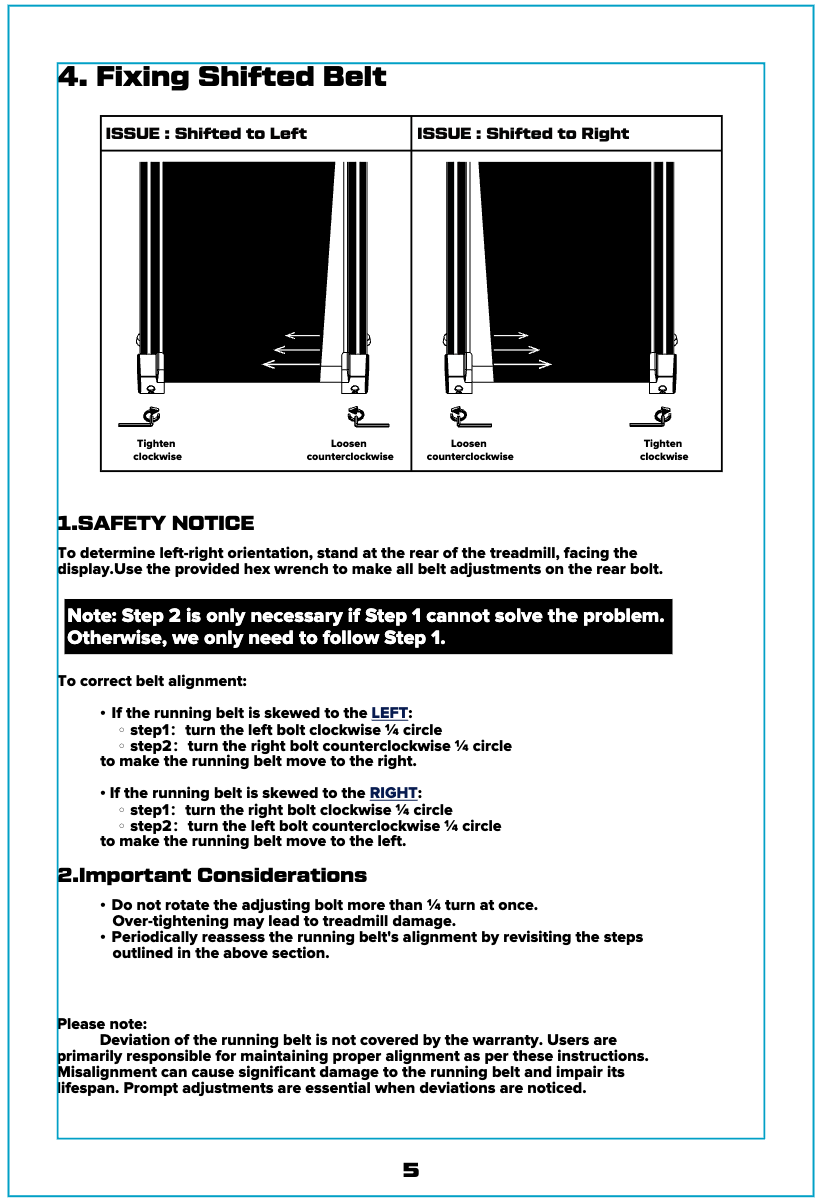 4. Fixing Shifted Belt
ISSUE : Shifted to Left
ISSUE : Shifted to Right
Tighten
clockwise
Loosen
counterclockwise
Loosen
counterclockwise
Tighten
clockwise
1.SAFETY NOTICE
To determine left-right orientation, stand at the rear of the treadmill, facing the
display.Use the provided hex wrench to make all belt adjustments on the rear bolt.
Note: Step 2 is only necessary if Step 1 cannot solve the problem.
Otherwise, we only need to follow Step 1.
To correct belt alignment:
• If the running belt is skewed to the LEFT:
◦ step1: turn the left bolt clockwise ¼ circle
◦ step2: turn the right bolt counterclockwise ¼ circle
to make the running belt move to the right.
• If the running belt is skewed to the RIGHT:
◦ step1: turn the right bolt clockwise ¼ circle
◦ step2: turn the left bolt counterclockwise ¼ circle
to make the running belt move to the left.
2.Important Considerations
• Do not rotate the adjusting bolt more than ¼ turn at once.
Over-tightening may lead to treadmill damage.
• Periodically reassess the running belt's alignment by revisiting the steps
outlined in the above section.
Please note:
Deviation of the running belt is not covered by the warranty. Users are
primarily responsible for maintaining proper alignment as per these instructions.
Misalignment can cause significant damage to the running belt and impair its
lifespan. Prompt adjustments are essential when deviations are noticed.
5